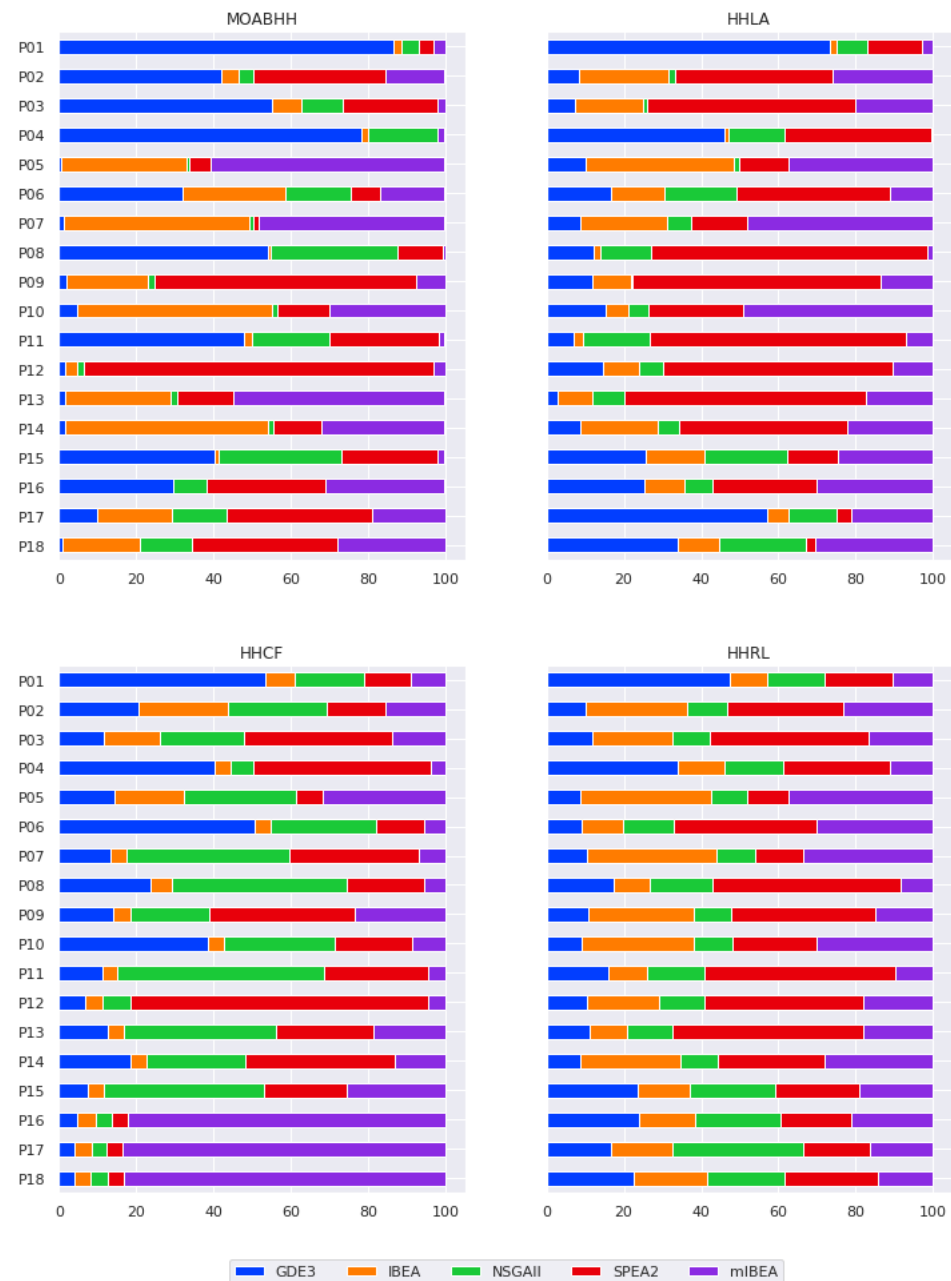 MOABHH
HHLA
P01
P02
P03
P04
P05
P06
P07
P08
P09
P10
P11
P12
P13
P14
P15
P16
P17
P18
0 20 40 60 80 100
0 20 40 60 80 100
HHCF
HHRL
P01
P02
P03
P04
P05
P06
P07
P08
P09
P10
P11
P12
P13
P14
P15
P16
P17
P18
0 20 40 60 80 100
0 20 40 60 80 100
GDE3 IBEA NSGAII SPEA2 mIBEA